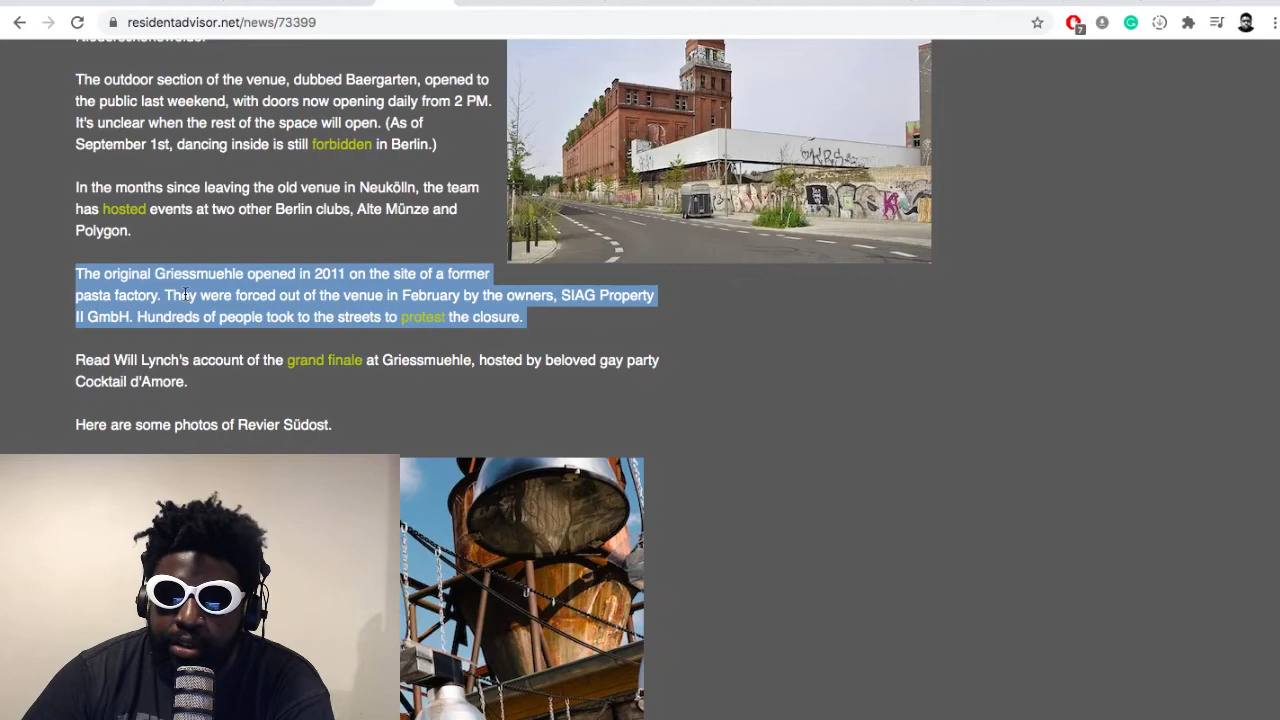 residentadvisor.net/news/73399
7
The outdoor section of the venue, dubbed Baergarten, opened to
the public last weekend, with doors now opening daily from 2 PM.
It's unclear when the rest of the space will open. (As of
September 1st, dancing inside is still forbidden in Berlin.)
In the months since leaving the old venue in Neukölln, the team
has hosted events at two other Berlin clubs, Alte Münze and
Polygon.
The original Griessmuehle opened in 2011 on the site of a former
pasta factory. They were forced out of the venue in February by the owners, SIAG Property
II GmbH. Hundreds of people took to the streets to protest the closure.
Read Will Lynch's account of the grand finale at Griessmuehle, hosted by beloved gay party
Cocktail d'Amore.
Here are some photos of Revier Südost.